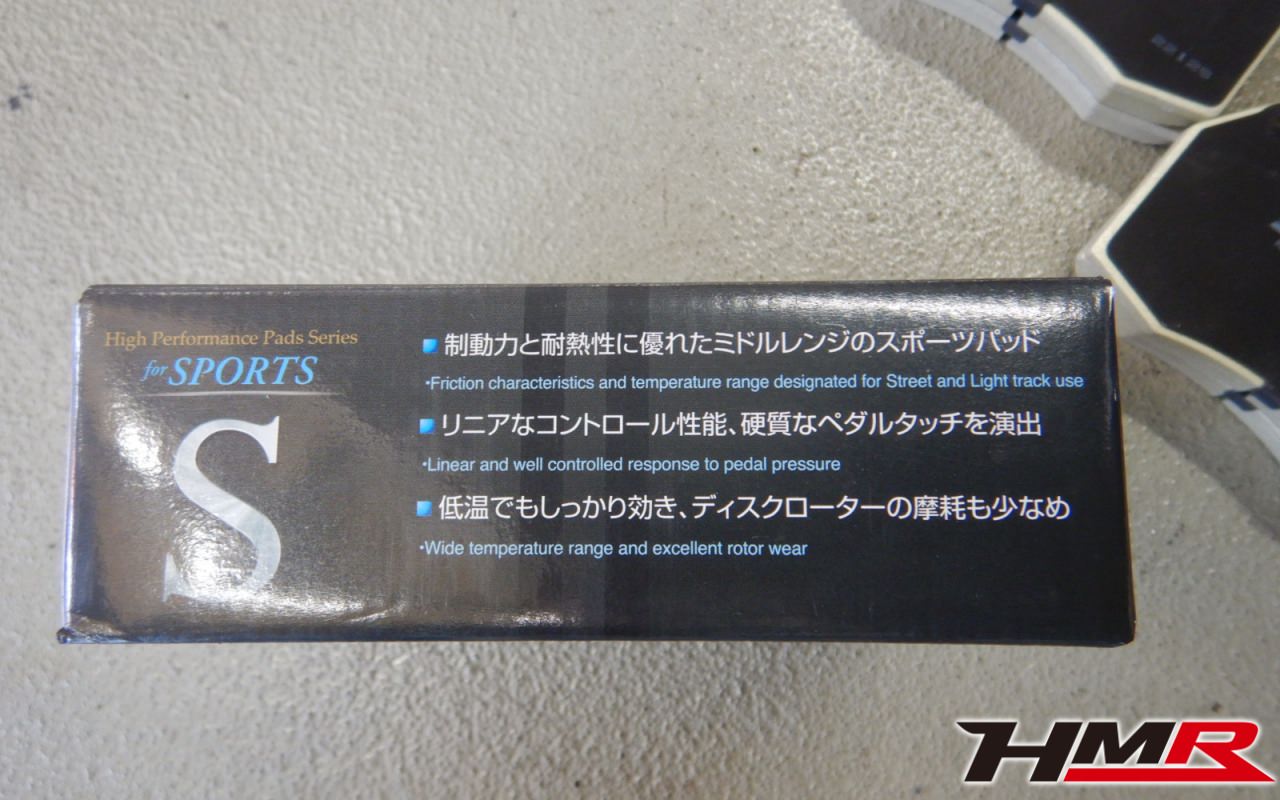 High Performance Pads Series
for SPORTS
S
■ 制動力と耐熱性に優れたミドルレンジのスポーツパッド
・Friction characteristics and temperature range designated for Street and Light track use
■ リニアなコントロール性能、硬質なペダルタッチを演出
・Linear and well controlled response to pedal pressure
■ 低温でもしっかり効き、ディスクローターの摩耗も少なめ
・Wide temperature range and excellent rotor wear
HMR